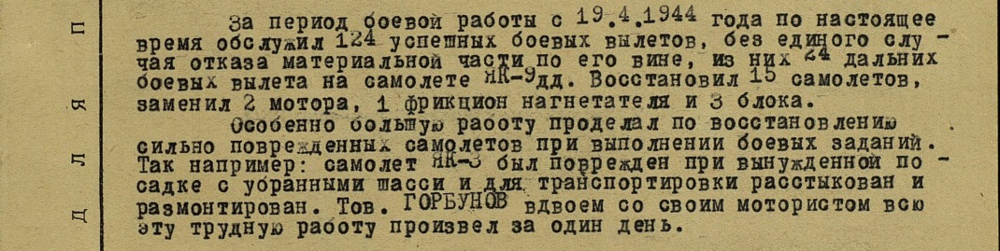 За период боевой работы с 19.4.1944 года по настоящее
время обслужил 124 успешных боевых вылетов, без единого слу -
чая отказа материальной части по его вине, из них 24 дальних
боевых вылета на самолете ЯК-9дд. Восстановил 15 самолетов,
заменил 2 мотора, 1 фрикцион нагнетателя и 3 блока.
Особенно большую работу проделал по восстановлению
сильно поврежденных самолетов при выполнении боевых заданий.
Так например: самолет ЯК-3 был поврежден при вынужденной по -
садке с убранными шасси и для транспортировки расстыкован и
размонтирован. Тов. ГОРБУНОВ вдвоем со своим мотористом всю
эту трудную работу произвел за один день.
Д Л Я П